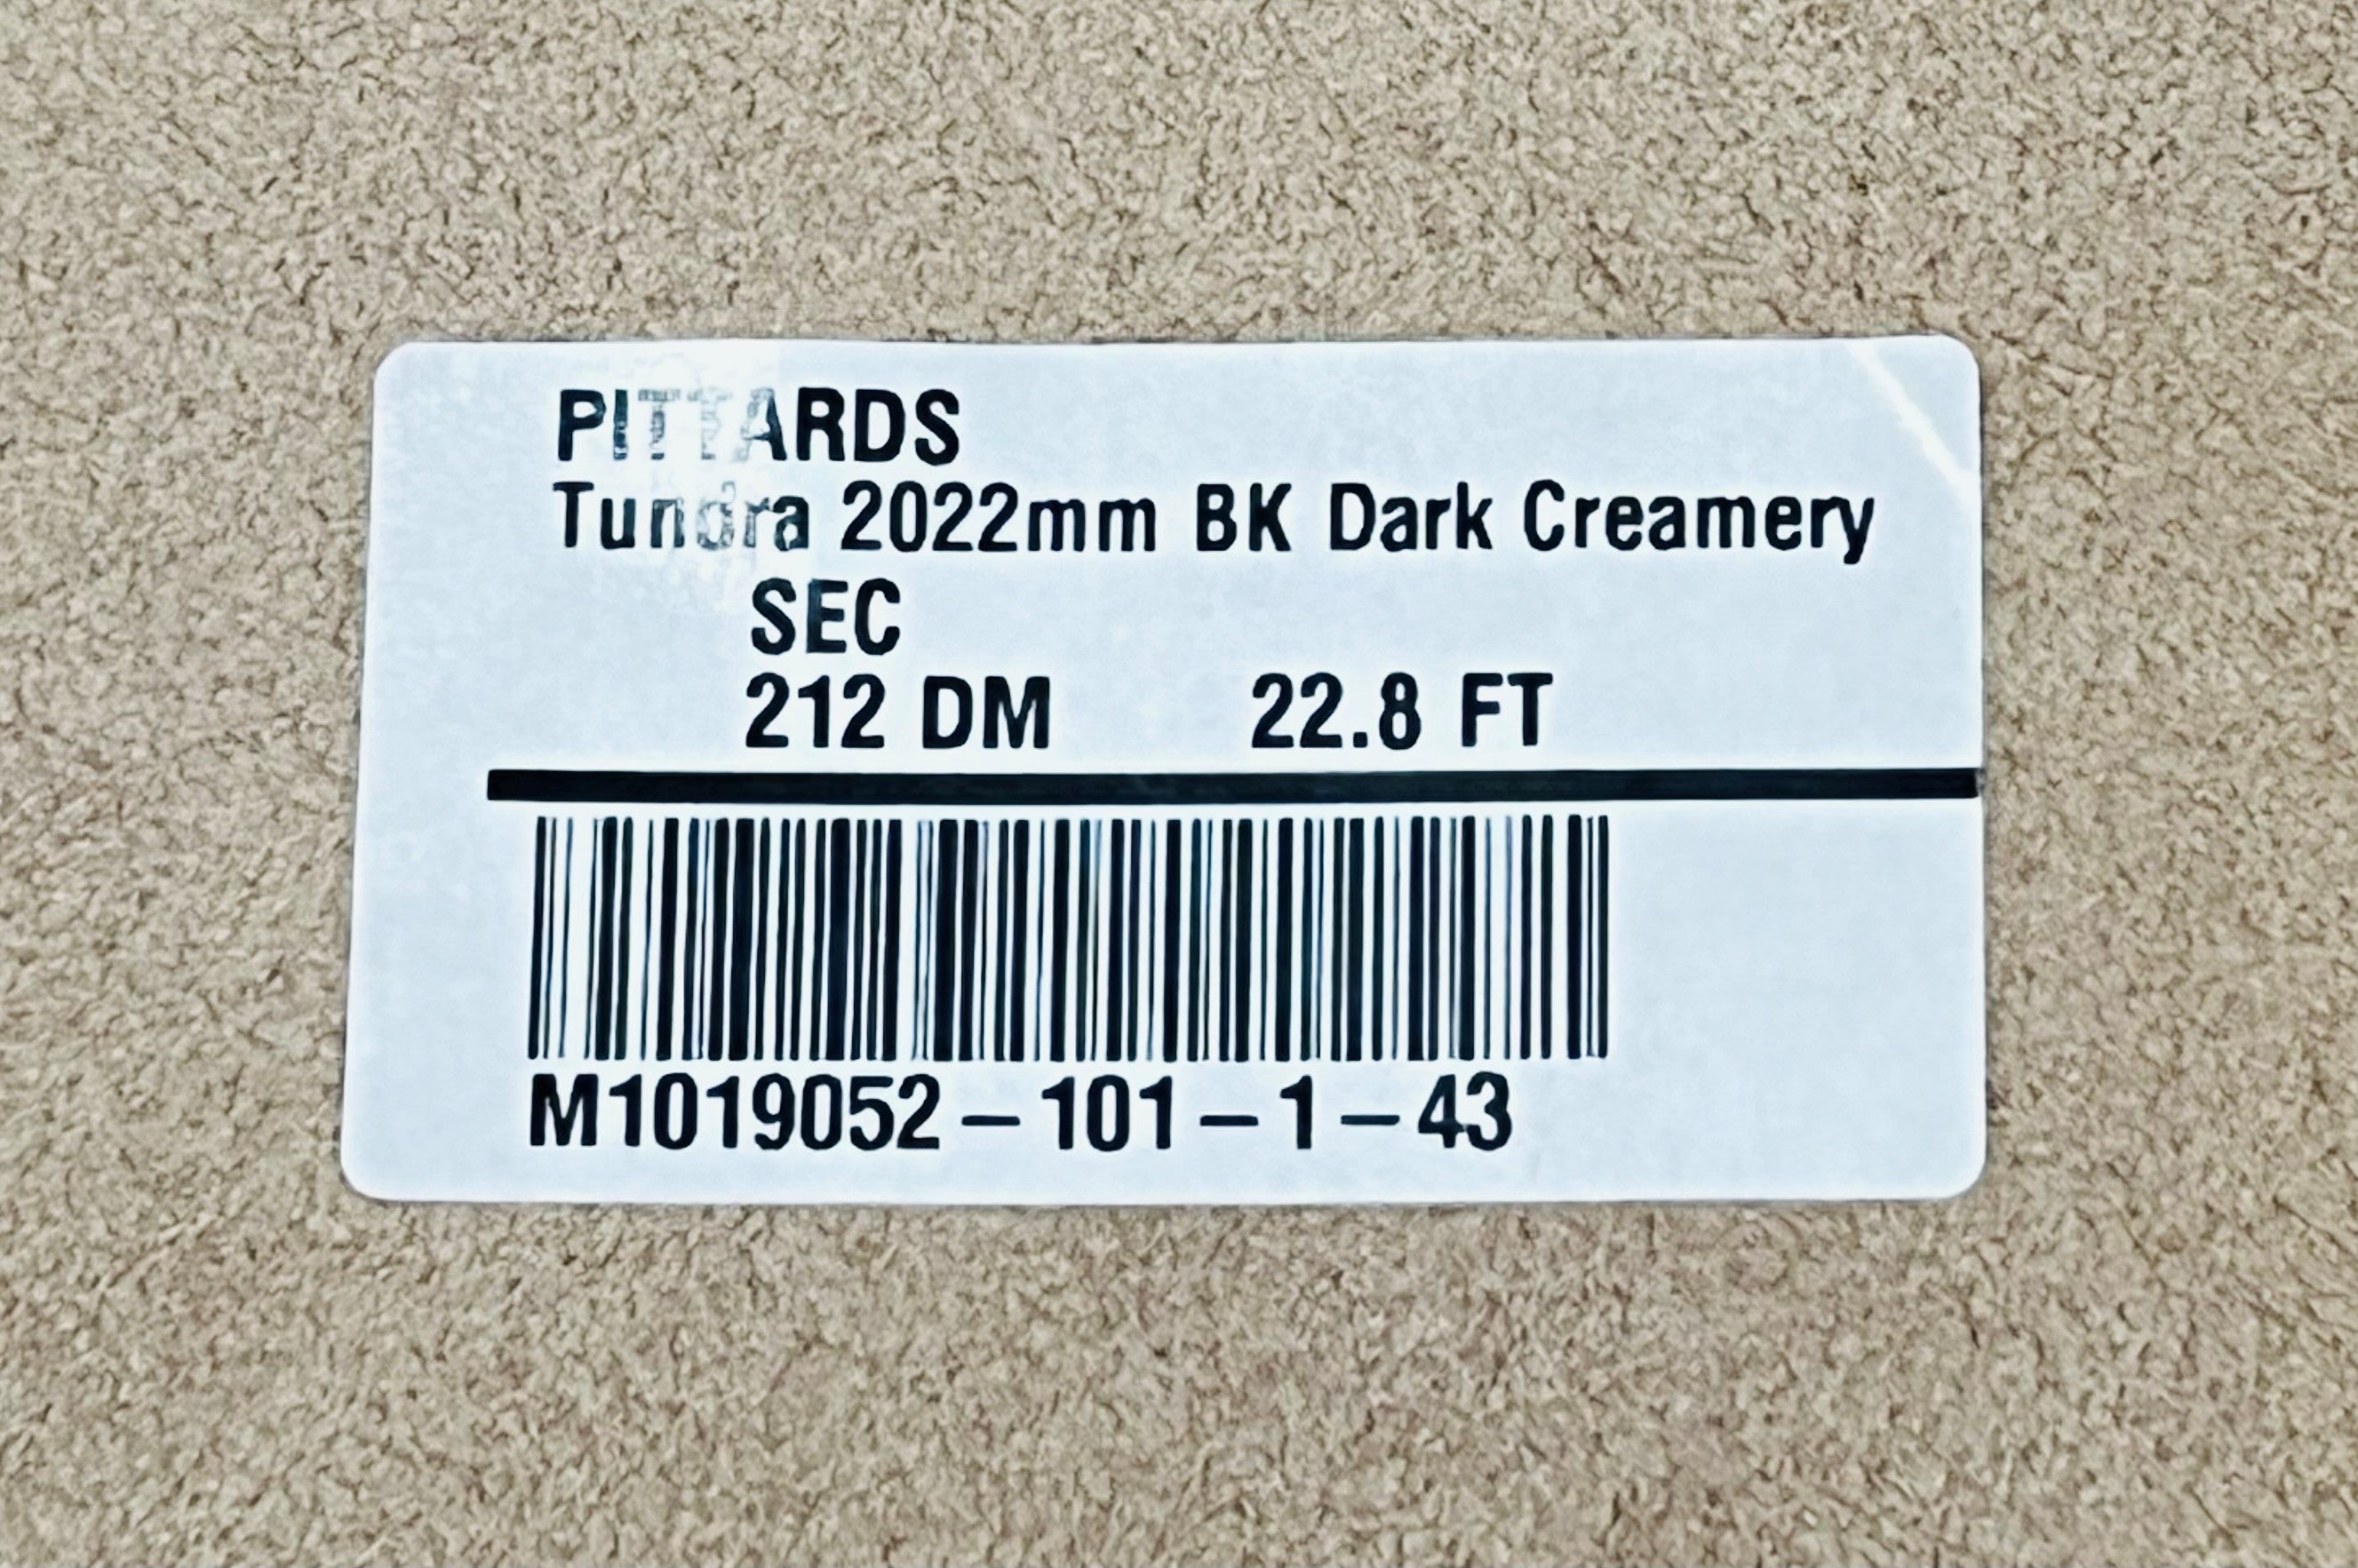 PITTARDS
Tundra 2022mm BK Dark Creamery
SEC
212 DM 22.8 FT
M1019052-101-1-43